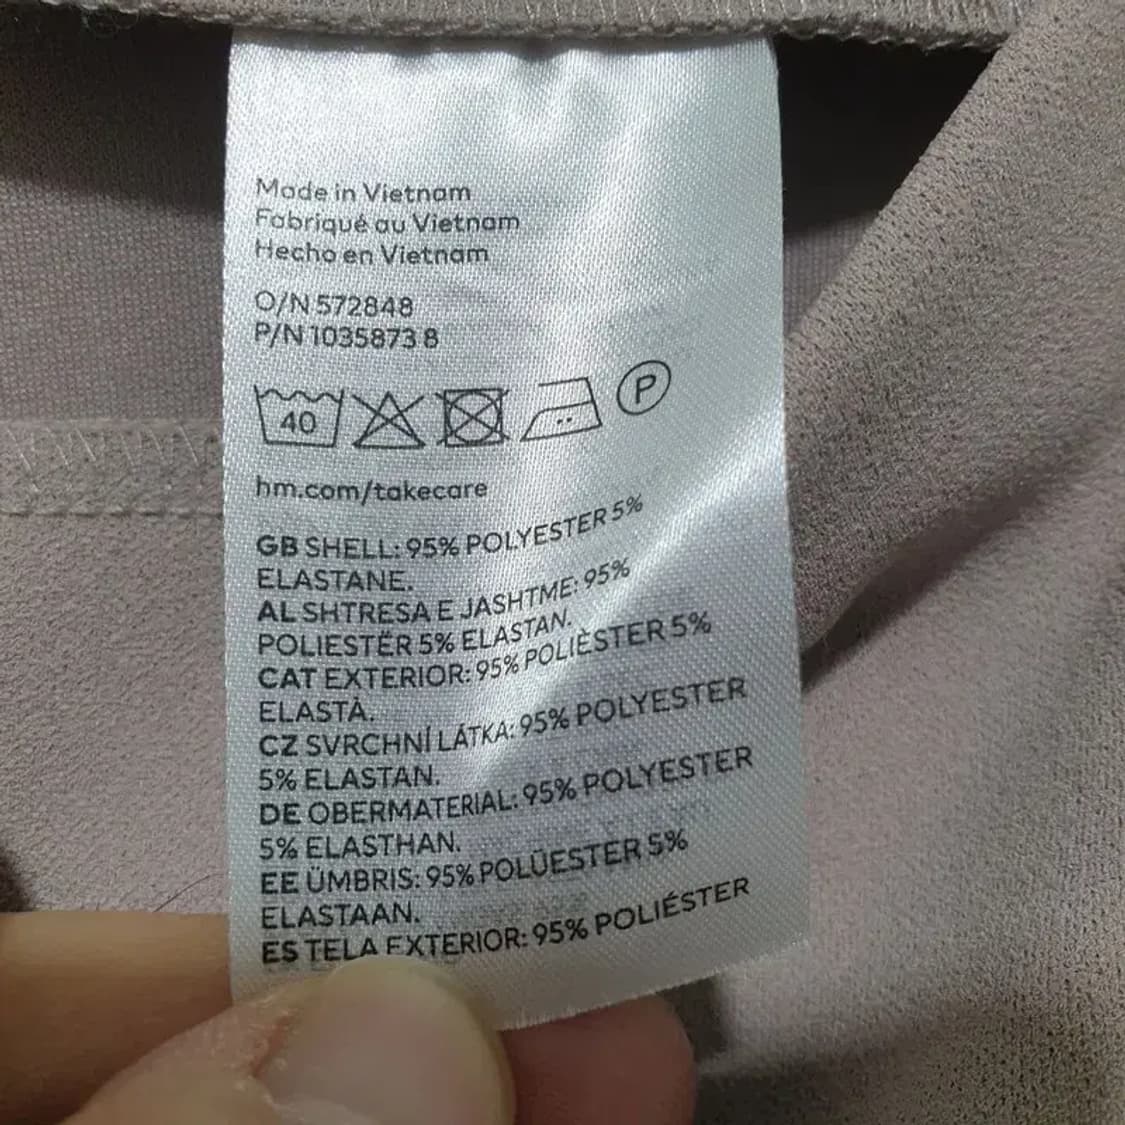 Made in Vietnam
Fabriqué au Vietnam
Hecho en Vietnam
O/N 572848
P/N 1035873 8
40
P
hm.com/takecare
GB SHELL: 95% POLYESTER 5%
ELASTANE.
AL SHTRESA E JASHTME: 95%
POLIESTËR 5% ELASTAN.
CAT EXTERIOR: 95% POLIÈSTER 5%
ELASTÀ.
CZ SVRCHNÍ LÁTKA: 95% POLYESTER
5% ELASTAN.
DE OBERMATERIAL: 95% POLYESTER
5% ELASTHAN.
EE ÜMBRIS: 95% POLÜESTER 5%
ELASTAAN.
ES TELA EXTERIOR: 95% POLIÉSTER